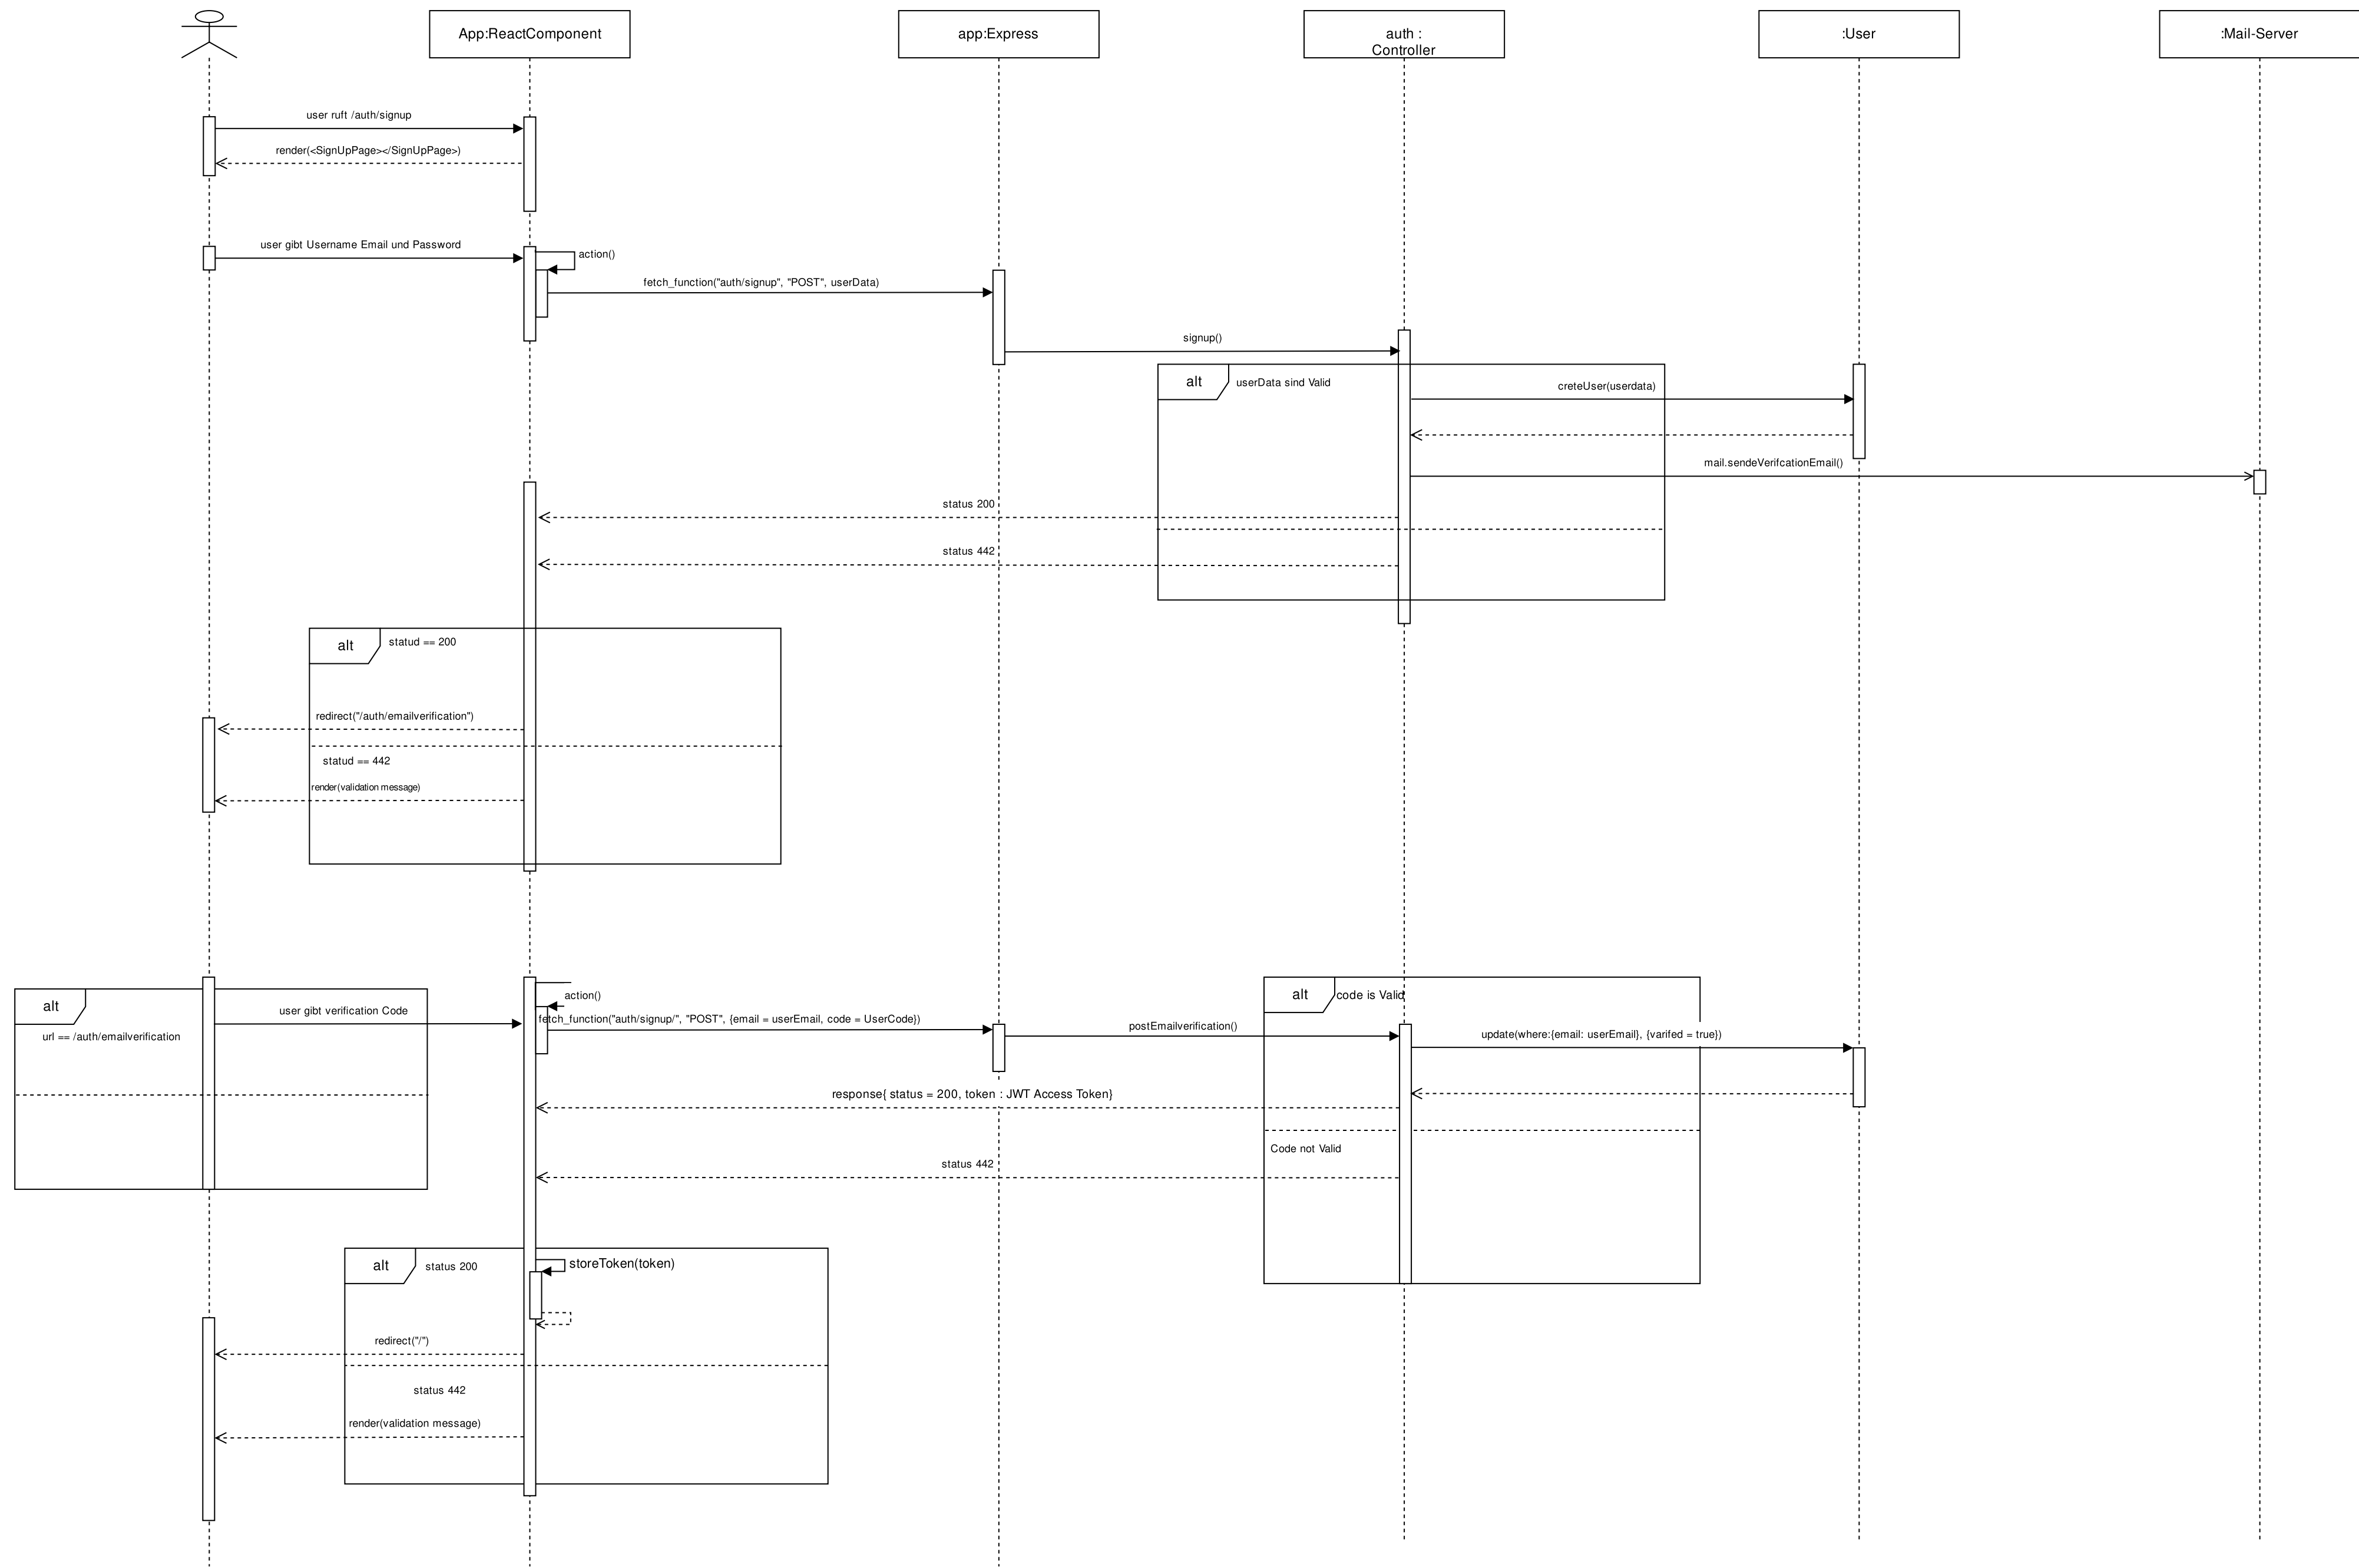 App:ReactComponent
app:Express
auth :
Controller
:User
:Mail-Server
user ruft /auth/signup
render(<SignUpPage></SignUpPage>)
user gibt Username Email und Password
action()
fetch_function("auth/signup", "POST", userData)
signup()
alt
userData sind Valid
creteUser(userdata)
mail.sendeVerifcationEmail()
status 200
status 442
alt
statud == 200
redirect("/auth/emailverification")
statud == 442
render(validation message)
alt
url == /auth/emailverification
user gibt verification Code
action()
fetch_function("auth/signup/", "POST", {email = userEmail, code = UserCode})
postEmailverification()
alt
code is Valid
update(where:{email: userEmail}, {varifed = true})
response{ status = 200, token : JWT Access Token}
Code not Valid
status 442
alt
status 200
storeToken(token)
redirect("/")
status 442
render(validation message)